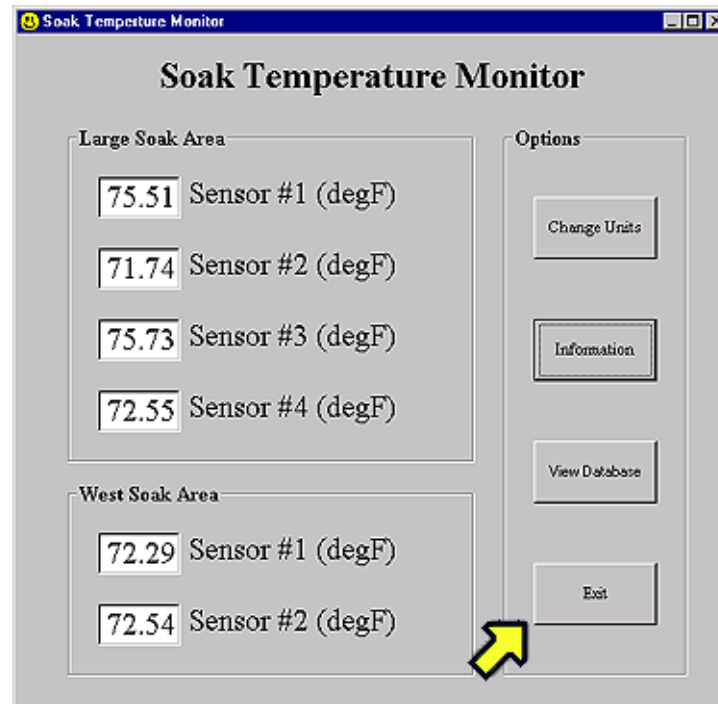 Soak Temperture Monitor
Soak Temperature Monitor
Large Soak Area
75.51 Sensor #1 (degF)
71.74 Sensor #2 (degF)
75.73 Sensor #3 (degF)
72.55 Sensor #4 (degF)
West Soak Area
72.29 Sensor #1 (degF)
72.54 Sensor #2 (degF)
Options
Change Units
Information
View Database
Exit